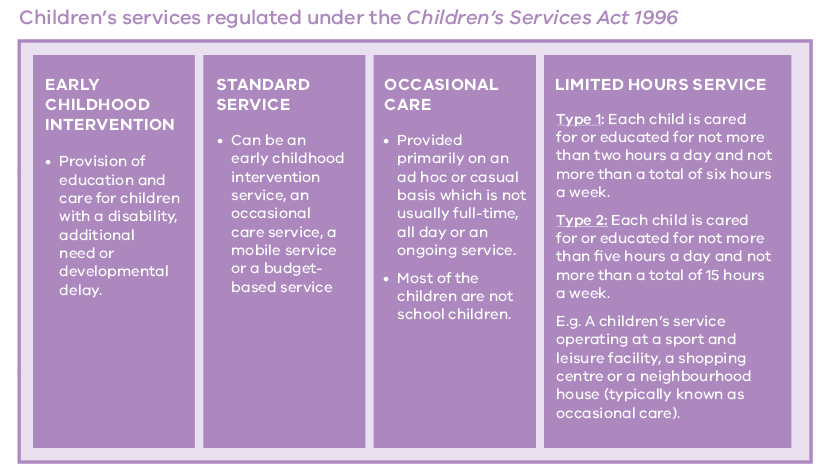 Children's services regulated under the Children's Services Act 1996
EARLY
CHILDHOOD
INTERVENTION
• Provision of
education and
care for children
with a disability,
additional
need or
developmental
delay.
STANDARD
SERVICE
• Can be an
early childhood
intervention
service, an
occasional
care service, a
mobile service
or a budget-
based service
OCCASIONAL
CARE
• Provided
primarily on an
ad hoc or casual
basis which is not
usually full-time,
all day or an
ongoing service.
• Most of the
children are not
school children.
LIMITED HOURS SERVICE
Type 1: Each child is cared
for or educated for not more
than two hours a day and not
more than a total of six hours
a week.
Type 2: Each child is cared
for or educated for not more
than five hours a day and not
more than a total of 15 hours
a week.
E.g. A children's service
operating at a sport and
leisure facility, a shopping
centre or a neighbourhood
house (typically known as
occasional care).